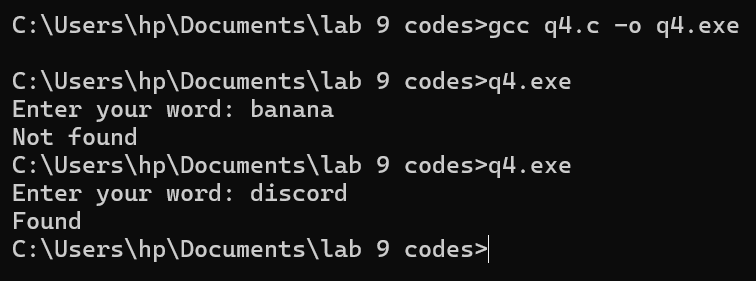 C:\Users\hp\Documents\lab 9 codes>gcc q4.c -o q4.exe
C:\Users\hp\Documents\lab 9 codes>q4.exe
Enter your word: banana
Not found
C:\Users\hp\Documents\lab 9 codes>q4.exe
Enter your word: discord
Found
C:\Users\hp\Documents\lab 9 codes>